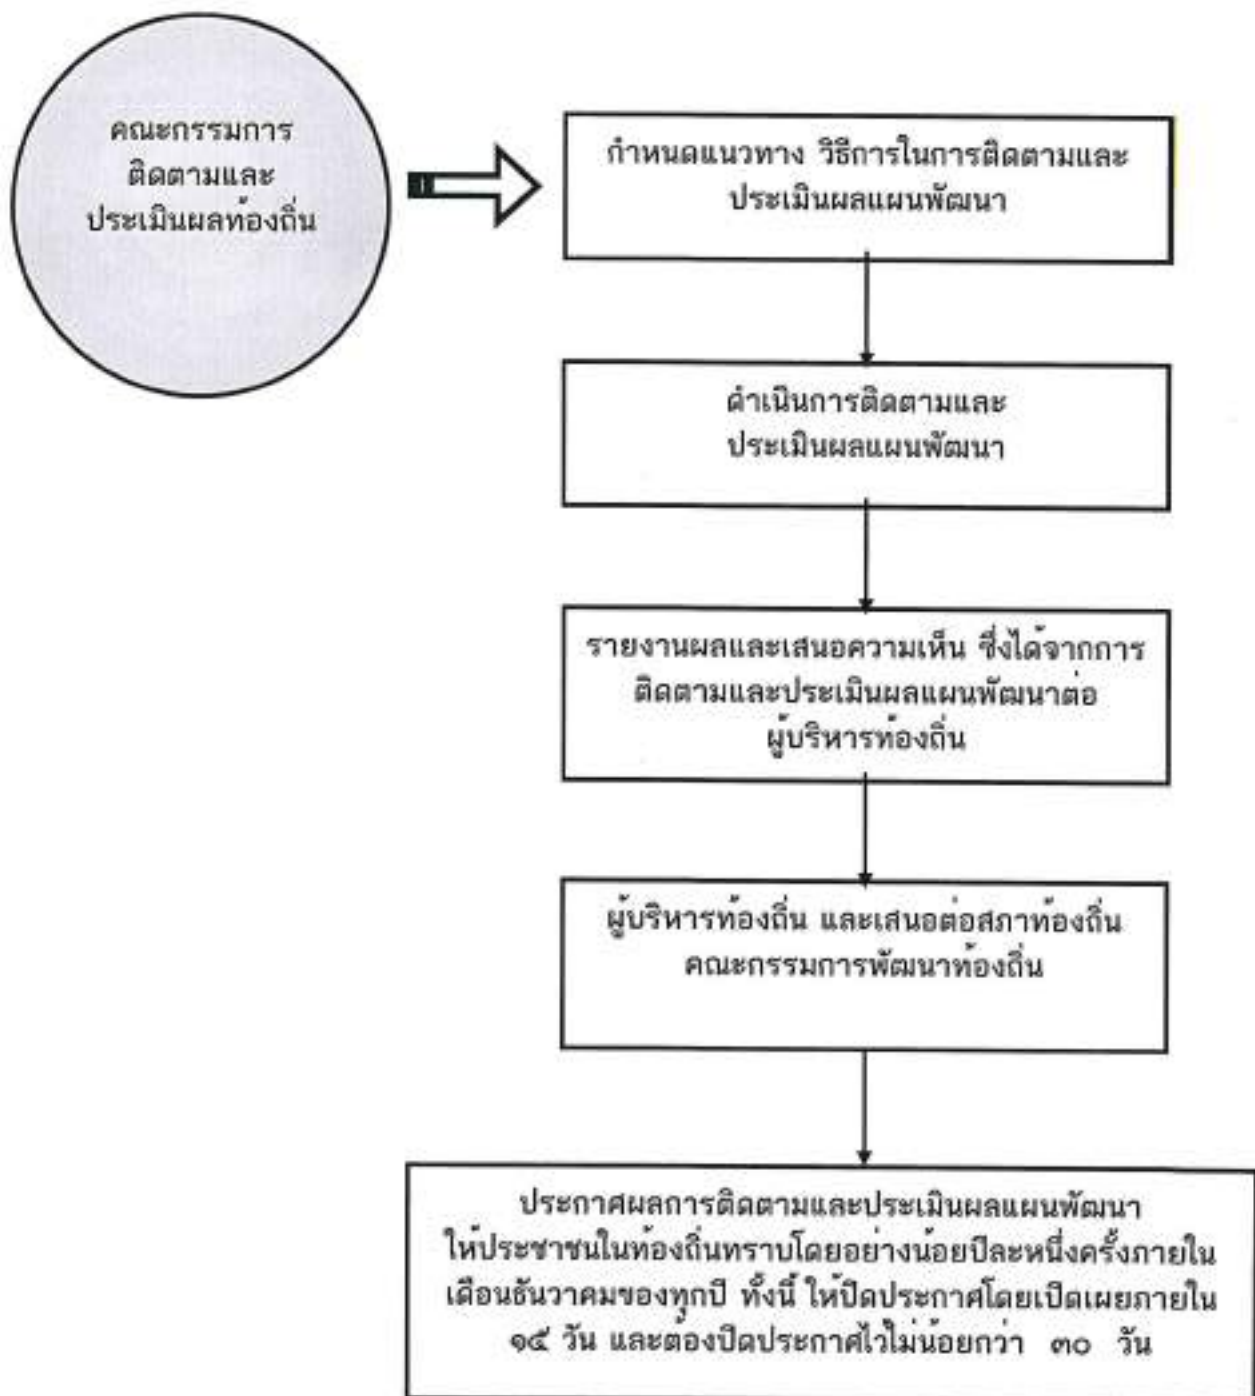 คณะกรรมการ
ติดตามและ
ประเมินผลท้องถิ่น
กำหนดแนวทาง วิธีการในการติดตามและ
ประเมินผลแผนพัฒนา
ดำเนินการติดตามและ
ประเมินผลแผนพัฒนา
รายงานผลและเสนอความเห็น ซึ่งได้จากการ
ติดตามและประเมินผลแผนพัฒนาต่อ
ผู้บริหารท้องถิ่น
ผู้บริหารท้องถิ่น และเสนอต่อสภาท้องถิ่น
คณะกรรมการพัฒนาท้องถิ่น
ประกาศผลการติดตามและประเมินผลแผนพัฒนา
ให้ประชาชนในท้องถิ่นทราบโดยอย่างน้อยปีละหนึ่งครั้งภายใน
เดือนธันวาคมของทุกปี ทั้งนี้ ให้ปิดประกาศโดยเปิดเผยภายใน
๑๕ วัน และต้องปิดประกาศไว้ไม่น้อยกว่า ๓๐ วัน